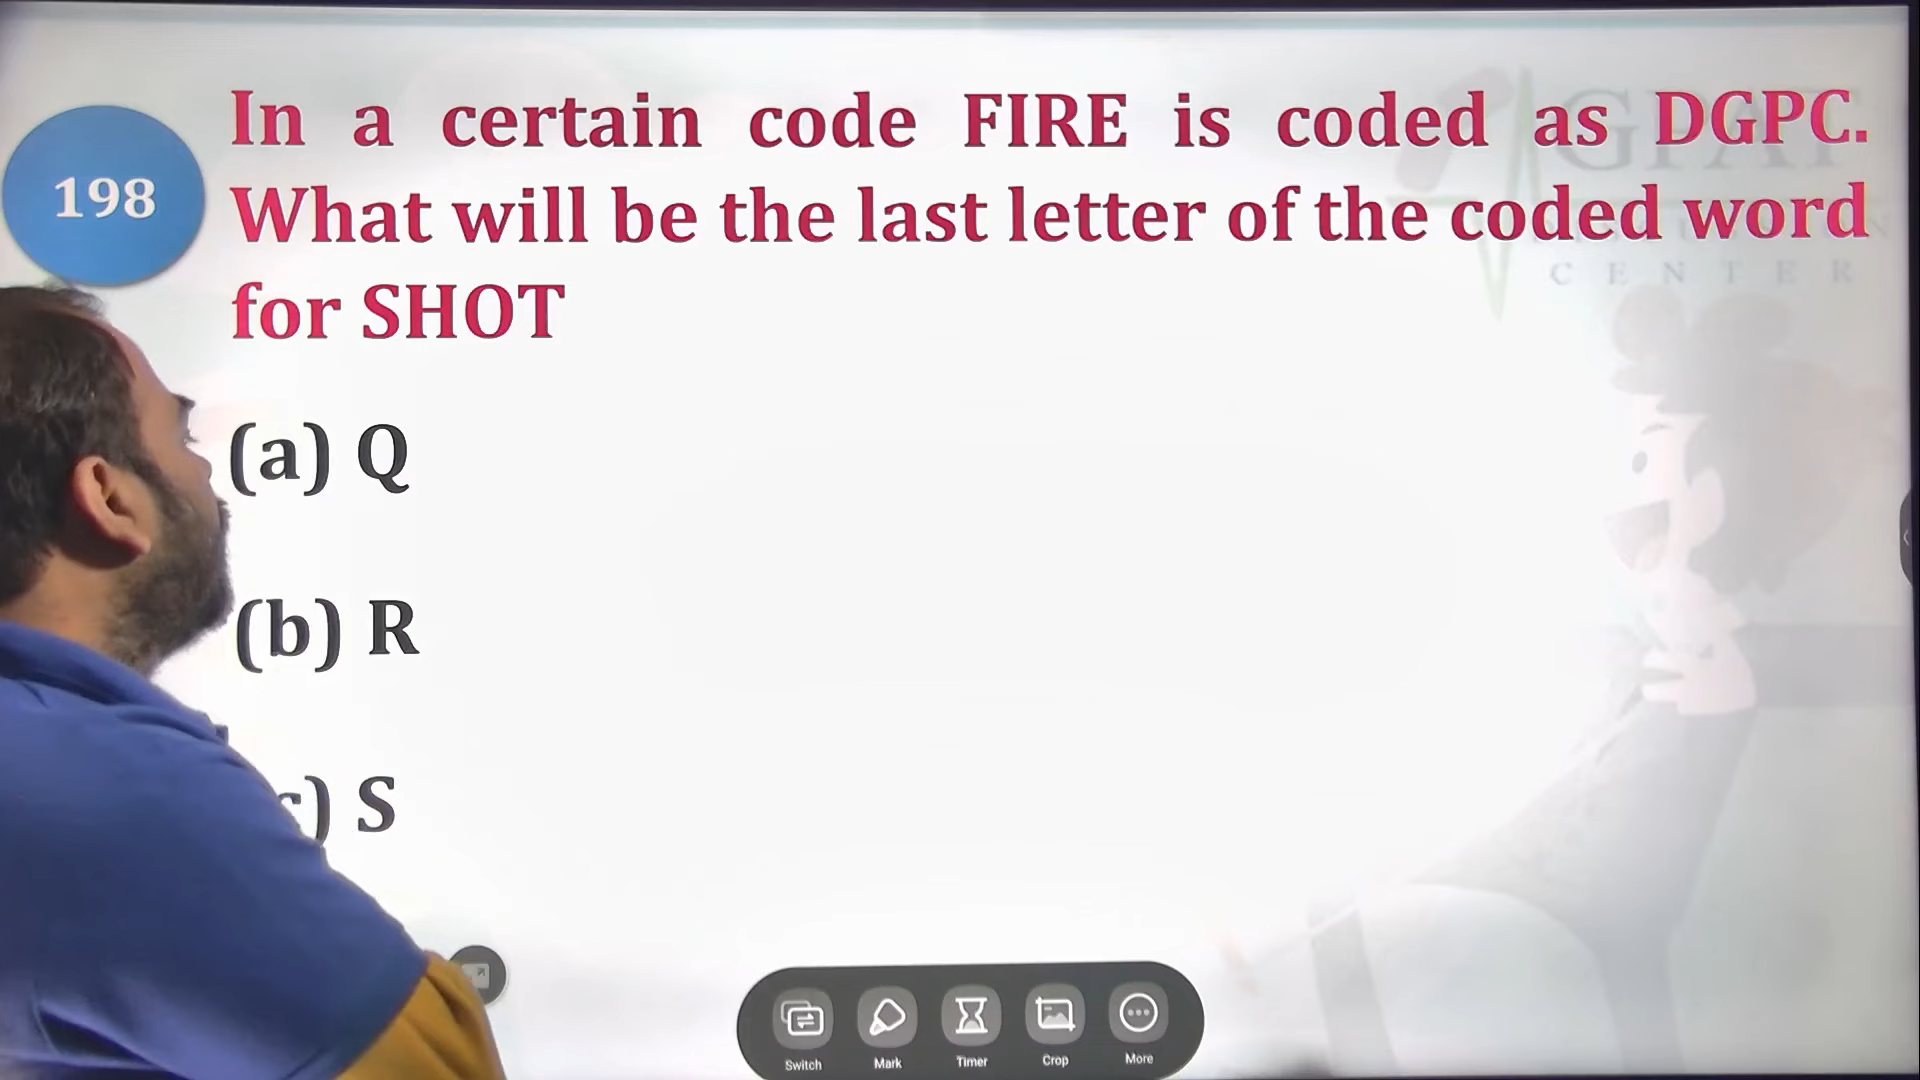 198
In a certain code FIRE is coded as DGPC.
What will be the last letter of the coded word
for SHOT
CENTER
(a) Q
(b) R
c) S
Switch Mark Timer Crop More